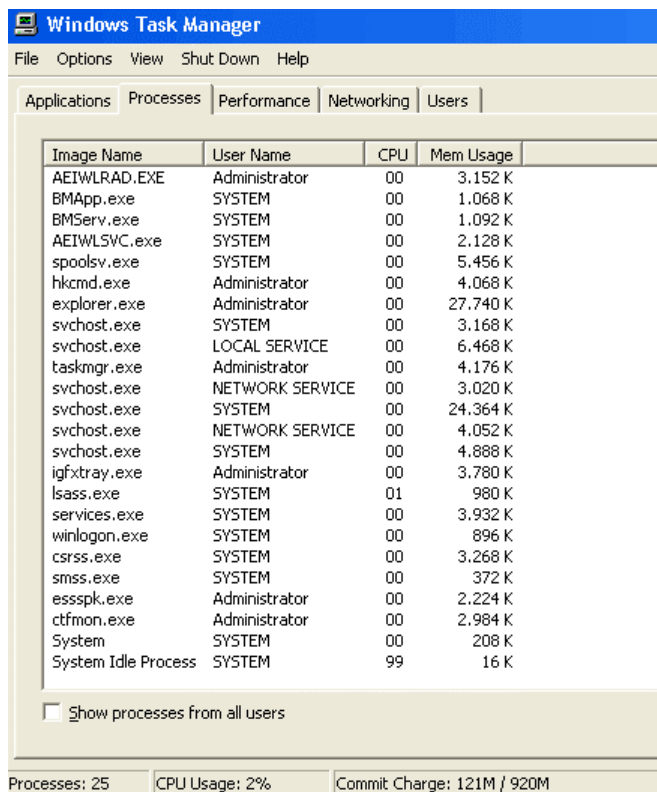 Windows Task Manager
File Options View Shut Down Help
Applications Processes Performance Networking Users
Image Name User Name CPU Mem Usage
AEIWLRAD.EXE Administrator 00 3.152 K
BMApp.exe SYSTEM 00 1.068 K
BMServ.exe SYSTEM 00 1.092 K
AEIWLSVC.exe SYSTEM 00 2.128 K
spoolsv.exe SYSTEM 00 5.456 K
hkcmd.exe Administrator 00 4.068 K
explorer.exe Administrator 00 27.740 K
svchost.exe SYSTEM 00 3.168 K
svchost.exe LOCAL SERVICE 00 6.468 K
taskmgr.exe Administrator 00 4.176 K
svchost.exe NETWORK SERVICE 00 3.020 K
svchost.exe SYSTEM 00 24.364 K
svchost.exe NETWORK SERVICE 00 4.052 K
svchost.exe SYSTEM 00 4.888 K
igfxtray.exe Administrator 00 3.780 K
lsass.exe SYSTEM 01 980 K
services.exe SYSTEM 00 3.932 K
winlogon.exe SYSTEM 00 896 K
csrss.exe SYSTEM 00 3.268 K
smss.exe SYSTEM 00 372 K
essspk.exe Administrator 00 2.224 K
ctfmon.exe Administrator 00 2.984 K
System SYSTEM 00 208 K
System Idle Process SYSTEM 99 16 K
Show processes from all users
Processes: 25 CPU Usage: 2% Commit Charge: 121M / 920M